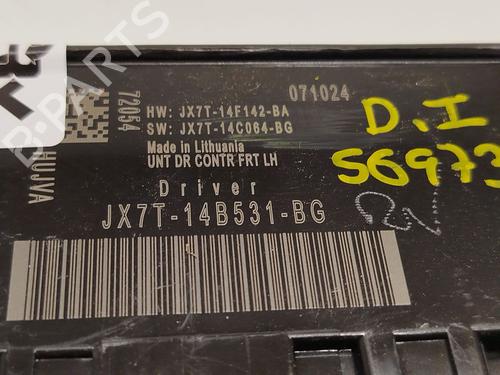 B-PARTS
72054
HUJVA
071024
HW: JX7T-14F142-BA
SW: JX7T-14C064-BG
Made in Lithuania
UNT DR CONTR FRT LH
Driver
JX7T-14B531-BG
D.I
56973